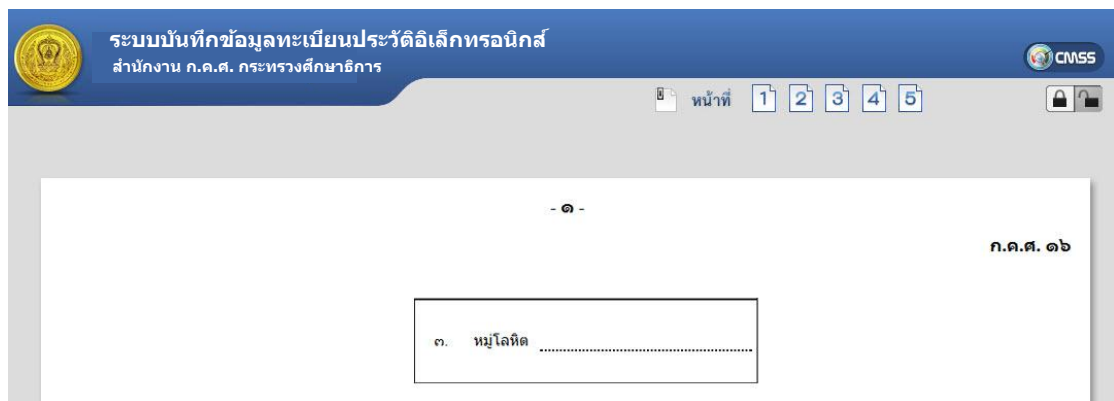 ระบบบันทึกข้อมูลทะเบียนประวัติอิเล็กทรอนิกส์
สำนักงาน ก.ค.ศ. กระทรวงศึกษาธิการ
CMSS
หน้าที่ 1 2 3 4 5
- ๑ -
ก.ค.ศ. ๑๖
๓. หมู่โลหิต ........................................................